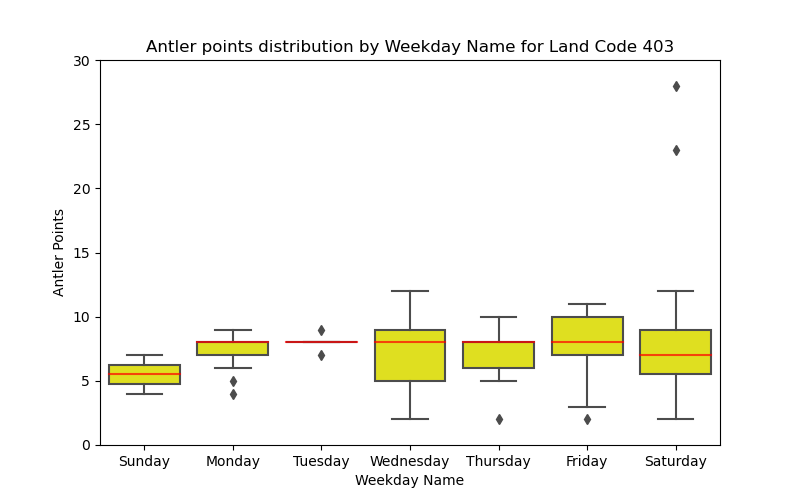 Antler points distribution by Weekday Name for Land Code 403
30
25
20
15
10
5
0
Antler Points
Sunday Monday Tuesday Wednesday Thursday Friday Saturday
Weekday Name